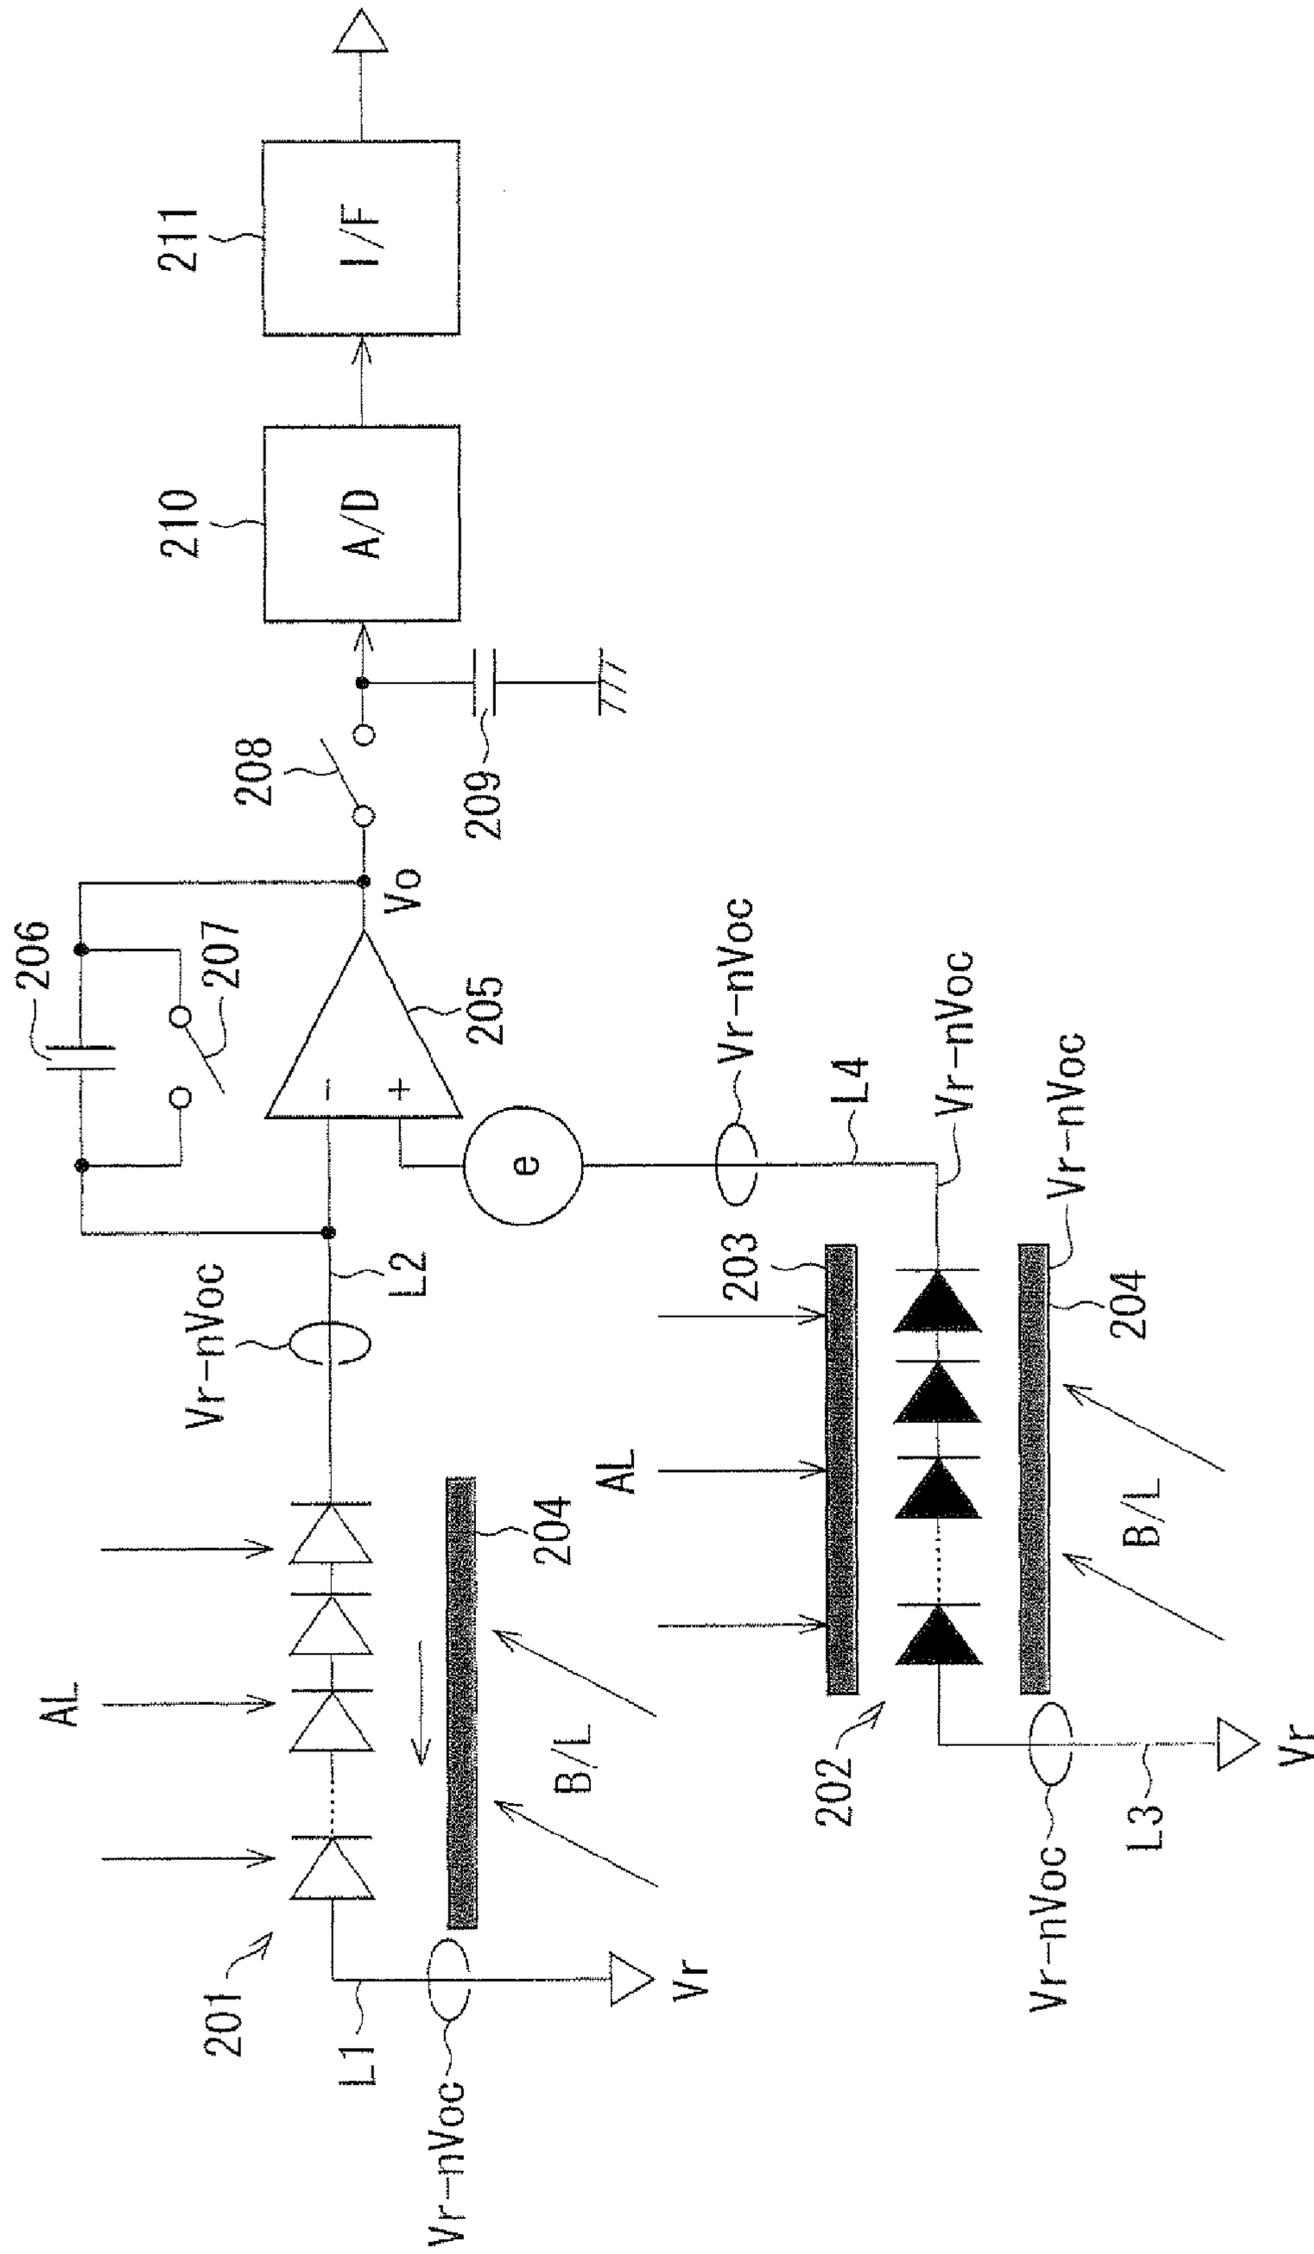 206
207
208
210
211
AL
Vr-nVoc
201
L1
L2
−
+
205
Vo
A/D
I/F
e
209
204
B/L
Vr-nVoc
Vr
203
AL
Vr-nVoc
L4
202
Vr-nVoc
Vr-nVoc
204
B/L
Vr-nVoc
L3
Vr